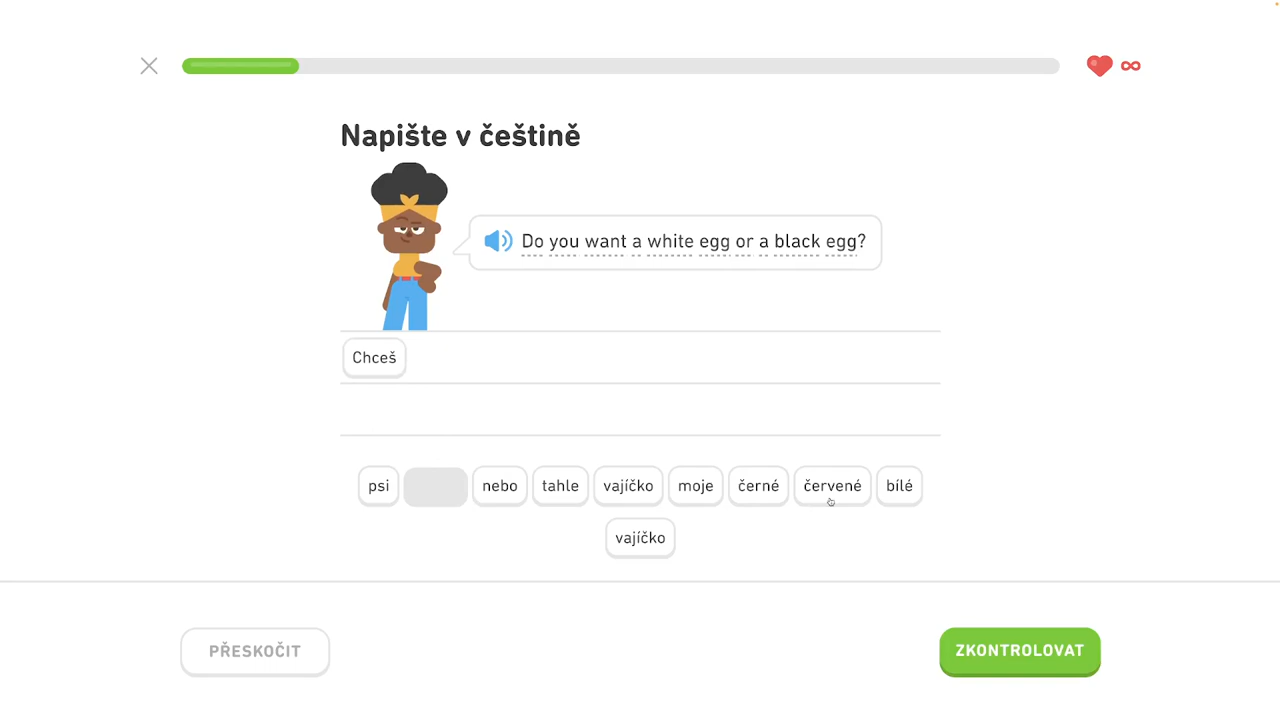 Napište v češtině
Do you want a white egg or a black egg?
Chceš
psi nebo tahle vajíčko moje černé červené bílé
vajíčko
PŘESKOČIT ZKONTROLOVAT